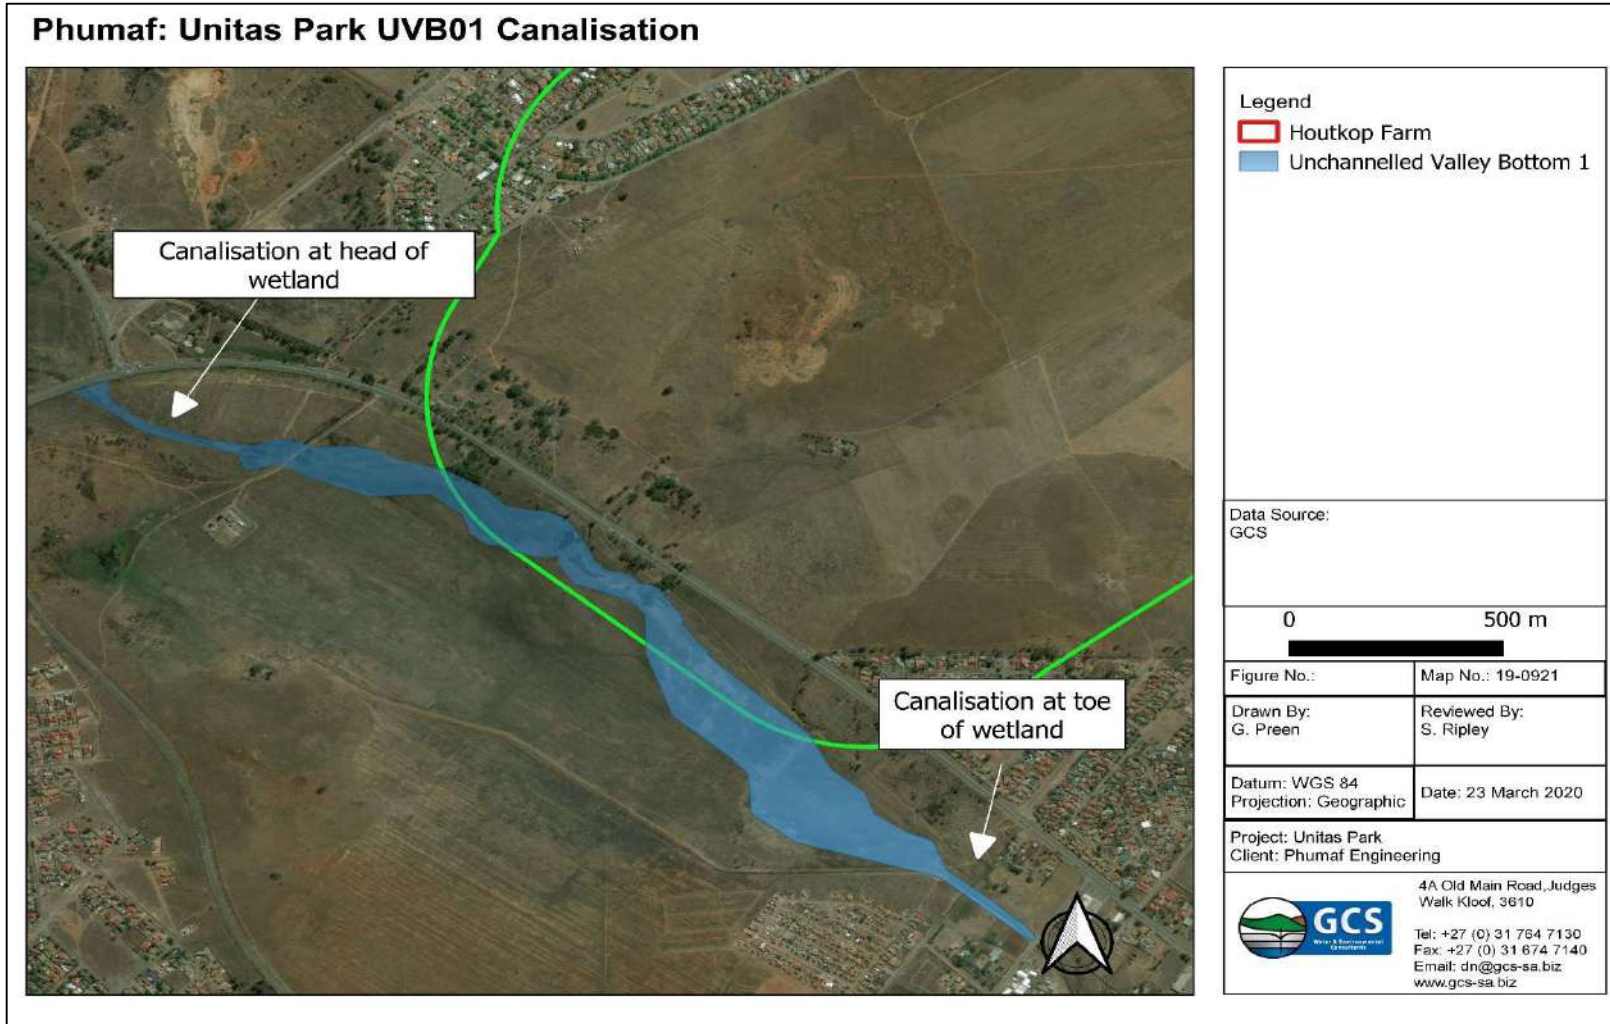 Phumaf: Unitas Park UVB01 Canalisation
Canalisation at head of
wetland
Canalisation at toe
of wetland
Legend
Houtkop Farm
Unchannelled Valley Bottom 1
Data Source:
GCS
0 500 m
Figure No.: Map No.: 19-0921
Drawn By:
G. Preen
Reviewed By:
S. Ripley
Datum: WGS 84
Projection: Geographic
Date: 23 March 2020
Project: Unitas Park
Client: Phumaf Engineering
GCS
Water & Environmental
Consultants
4A Old Main Road,Judges
Walk Kloof, 3610
Tel: +27 (0) 31 764 7130
Fax: +27 (0) 31 674 7140
Email: dn@gcs-sa.biz
www.gcs-sa.biz